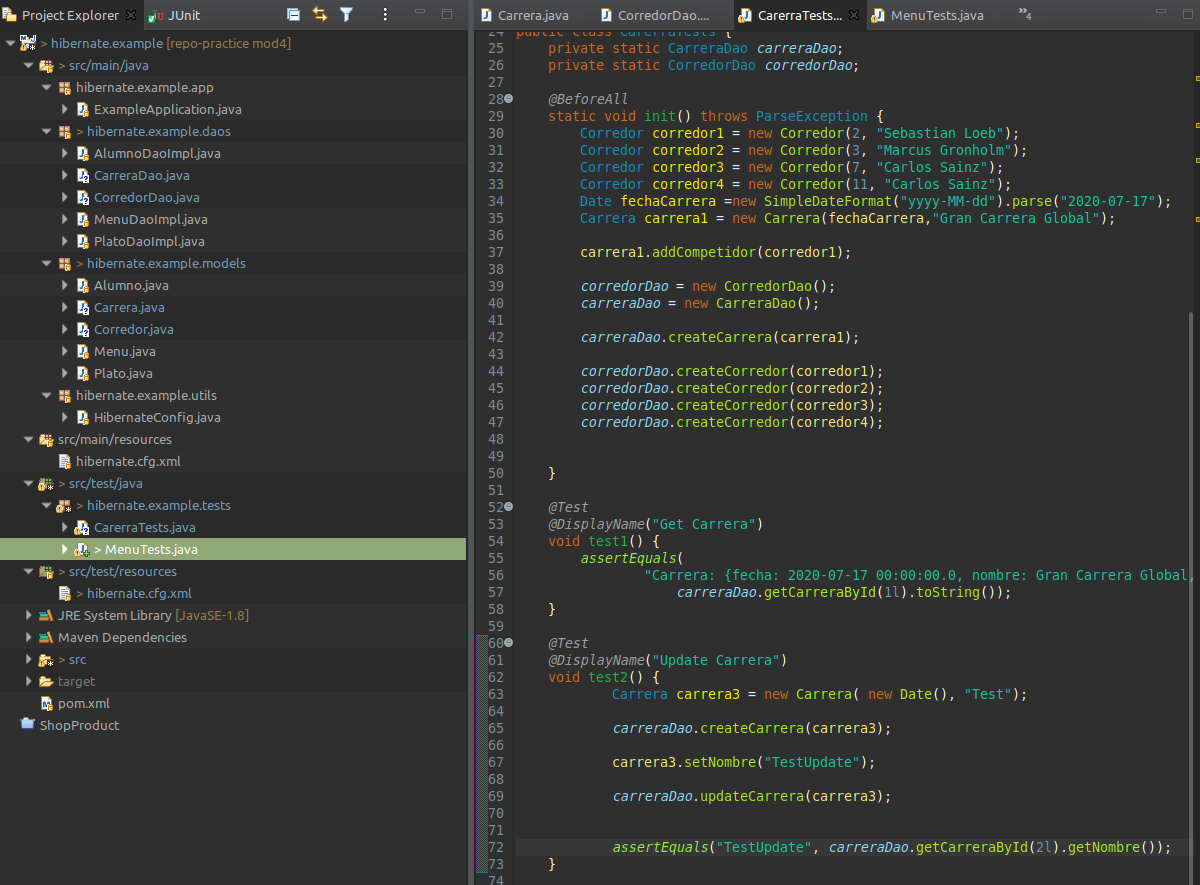 Project Explorer
JUnit
hibernate.example [repo-practice mod4]
> src/main/java
hibernate.example.app
ExampleApplication.java
> hibernate.example.daos
AlumnoDaoImpl.java
CarreraDao.java
CorredorDao.java
MenuDaoImpl.java
PlatoDaoImpl.java
> hibernate.example.models
Alumno.java
Carrera.java
Corredor.java
Menu.java
Plato.java
hibernate.example.utils
HibernateConfig.java
src/main/resources
hibernate.cfg.xml
> src/test/java
> hibernate.example.tests
CarerraTests.java
> MenuTests.java
> src/test/resources
> hibernate.cfg.xml
JRE System Library [JavaSE-1.8]
Maven Dependencies
> src
target
pom.xml
ShopProduct
Carrera.java
CorredorDao....
CarerraTests...
MenuTests.java
»4
24 public class CarerraTests {
25 private static CarreraDao carreraDao;
26 private static CorredorDao corredorDao;
27
28 @BeforeAll
29 static void init() throws ParseException {
30 Corredor corredor1 = new Corredor(2, "Sebastian Loeb");
31 Corredor corredor2 = new Corredor(3, "Marcus Gronholm");
32 Corredor corredor3 = new Corredor(7, "Carlos Sainz");
33 Corredor corredor4 = new Corredor(11, "Carlos Sainz");
34 Date fechaCarrera =new SimpleDateFormat("yyyy-MM-dd").parse("2020-07-17");
35 Carrera carrera1 = new Carrera(fechaCarrera,"Gran Carrera Global");
36
37 carrera1.addCompetidor(corredor1);
38
39 corredorDao = new CorredorDao();
40 carreraDao = new CarreraDao();
41
42 carreraDao.createCarrera(carrera1);
43
44 corredorDao.createCorredor(corredor1);
45 corredorDao.createCorredor(corredor2);
46 corredorDao.createCorredor(corredor3);
47 corredorDao.createCorredor(corredor4);
48
49
50 }
51
52 @Test
53 @DisplayName("Get Carrera")
54 void test1() {
55 assertEquals(
56 "Carrera: {fecha: 2020-07-17 00:00:00.0, nombre: Gran Carrera Global,
57 carreraDao.getCarreraById(1l).toString());
58 }
59
60 @Test
61 @DisplayName("Update Carrera")
62 void test2() {
63 Carrera carrera3 = new Carrera( new Date(), "Test");
64
65 carreraDao.createCarrera(carrera3);
66
67 carrera3.setNombre("TestUpdate");
68
69 carreraDao.updateCarrera(carrera3);
70
71
72 assertEquals("TestUpdate", carreraDao.getCarreraById(2l).getNombre());
73 }
74